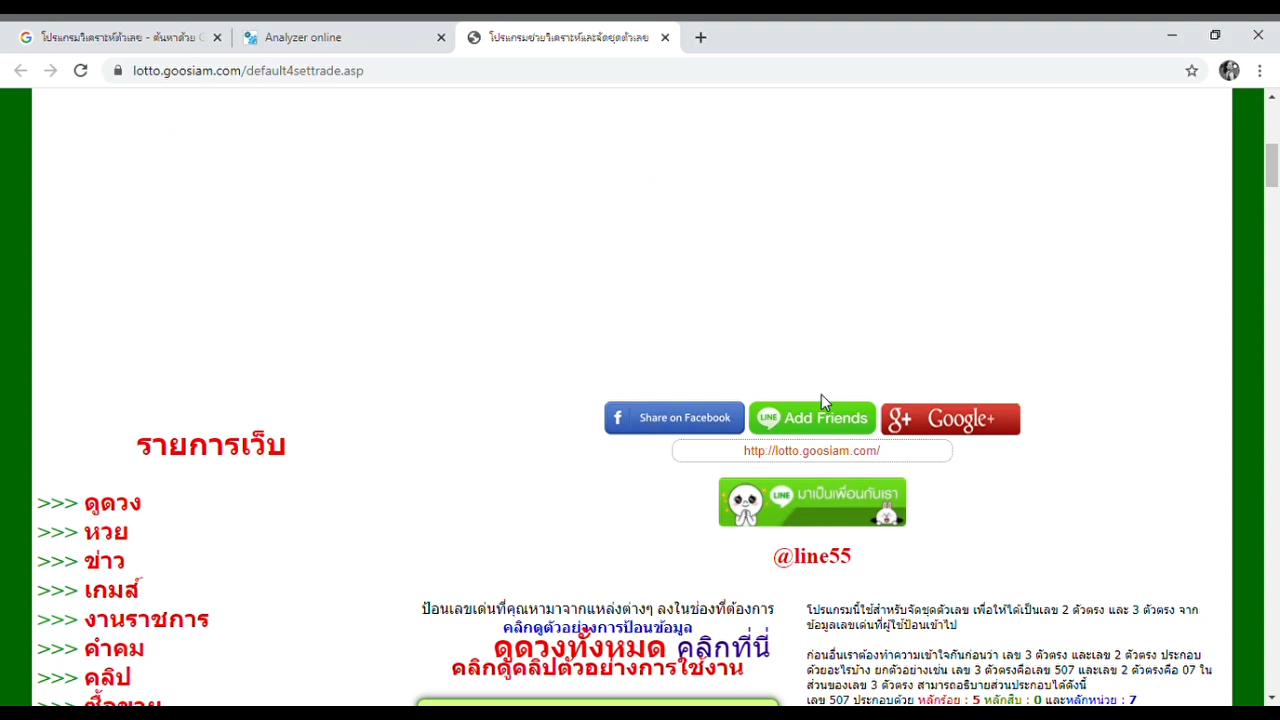 โปรแกรมวิเคราะห์ตัวเลข - ค้นหาด้วย G
Analyzer online
โปรแกรมช่วยวิเคราะห์และจัดชุดตัวเลข
lotto.goosiam.com/default4settrade.asp
Share on Facebook
LINE Add Friends
g+ Google+
http://lotto.goosiam.com/
LINE มาเป็นเพื่อนกับเรา
@line55
รายการเว็บ
>>> ดูดวง
>>> หวย
>>> ข่าว
>>> เกมส์
>>> งานราชการ
>>> คำคม
>>> คลิป
ซื้อขาย
ป้อนเลขเด่นที่คุณหามาจากแหล่งต่างๆ ลงในช่องที่ต้องการ
คลิกดูตัวอย่างการป้อนข้อมูล
ดูดวงทั้งหมด คลิกที่นี่
คลิกดูคลิปตัวอย่างการใช้งาน
โปรแกรมนี้ใช้สำหรับจัดชุดตัวเลข เพื่อให้ได้เป็นเลข 2 ตัวตรง และ 3 ตัวตรง จาก
ข้อมูลเลขเด่นที่ผู้ใช้ป้อนเข้าไป
ก่อนอื่นเราต้องทำความเข้าใจกันก่อนว่า เลข 3 ตัวตรง และเลข 2 ตัวตรง ประกอบ
ด้วยอะไรบ้าง ยกตัวอย่างเช่น เลข 3 ตัวตรงคือเลข 507 และเลข 2 ตัวตรงคือ 07 ใน
ส่วนของเลข 3 ตัวตรง สามารถอธิบายส่วนประกอบได้ดังนี้
เลข 507 ประกอบด้วย หลักร้อย : 5 หลักสิบ : 0 และหลักหน่วย : 7